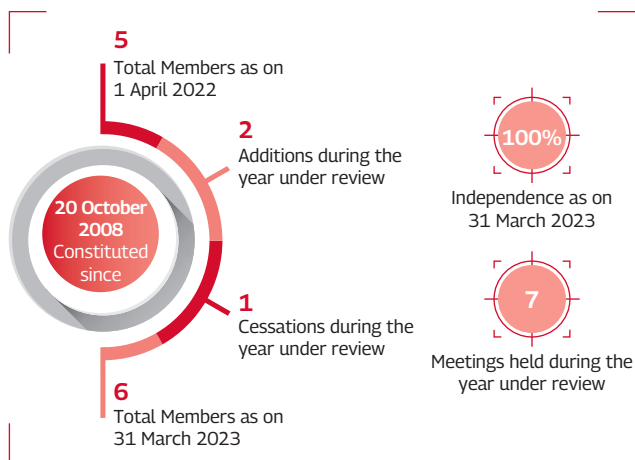 5
Total Members as on
1 April 2022
2
Additions during the
year under review
20 October
2008
Constituted
since
1
Cessations during the
year under review
6
Total Members as on
31 March 2023
100%
Independence as on
31 March 2023
7
Meetings held during the
year under review